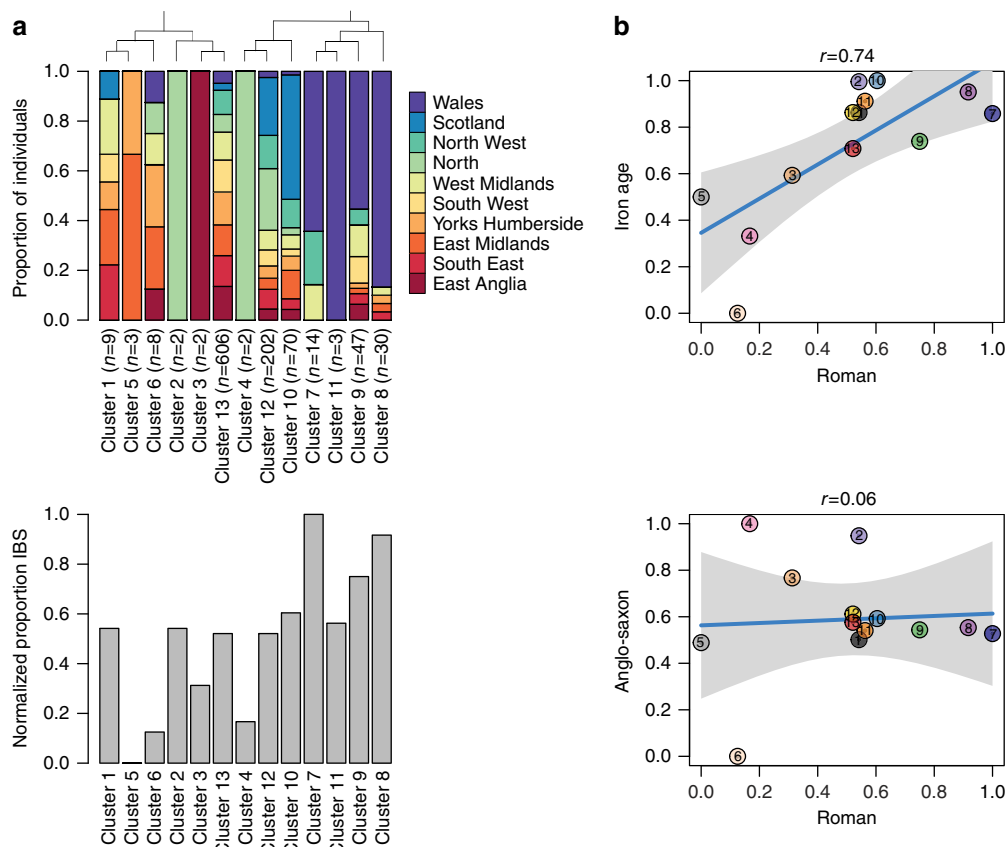 a
Proportion of individuals
1.0
0.8
0.6
0.4
0.2
0.0
Cluster 1 (n=9)
Cluster 5 (n=3)
Cluster 6 (n=8)
Cluster 2 (n=2)
Cluster 3 (n=2)
Cluster 13 (n=606)
Cluster 4 (n=2)
Cluster 12 (n=202)
Cluster 10 (n=70)
Cluster 7 (n=14)
Cluster 11 (n=3)
Cluster 9 (n=47)
Cluster 8 (n=30)
Wales
Scotland
North West
North
West Midlands
South West
Yorks Humberside
East Midlands
South East
East Anglia
Normalized proportion IBS
1.0
0.8
0.6
0.4
0.2
0.0
Cluster 1
Cluster 5
Cluster 6
Cluster 2
Cluster 3
Cluster 13
Cluster 4
Cluster 12
Cluster 10
Cluster 7
Cluster 11
Cluster 9
Cluster 8
b
r=0.74
Iron age
1.0
0.8
0.6
0.4
0.2
0.0
2
10
11
12
8
7
13
9
3
5
4
6
0.0 0.2 0.4 0.6 0.8 1.0
Roman
r=0.06
Anglo-saxon
1.0
0.8
0.6
0.4
0.2
0.0
4
2
3
12
13
10
11
1
9
8
7
5
6
0.0 0.2 0.4 0.6 0.8 1.0
Roman